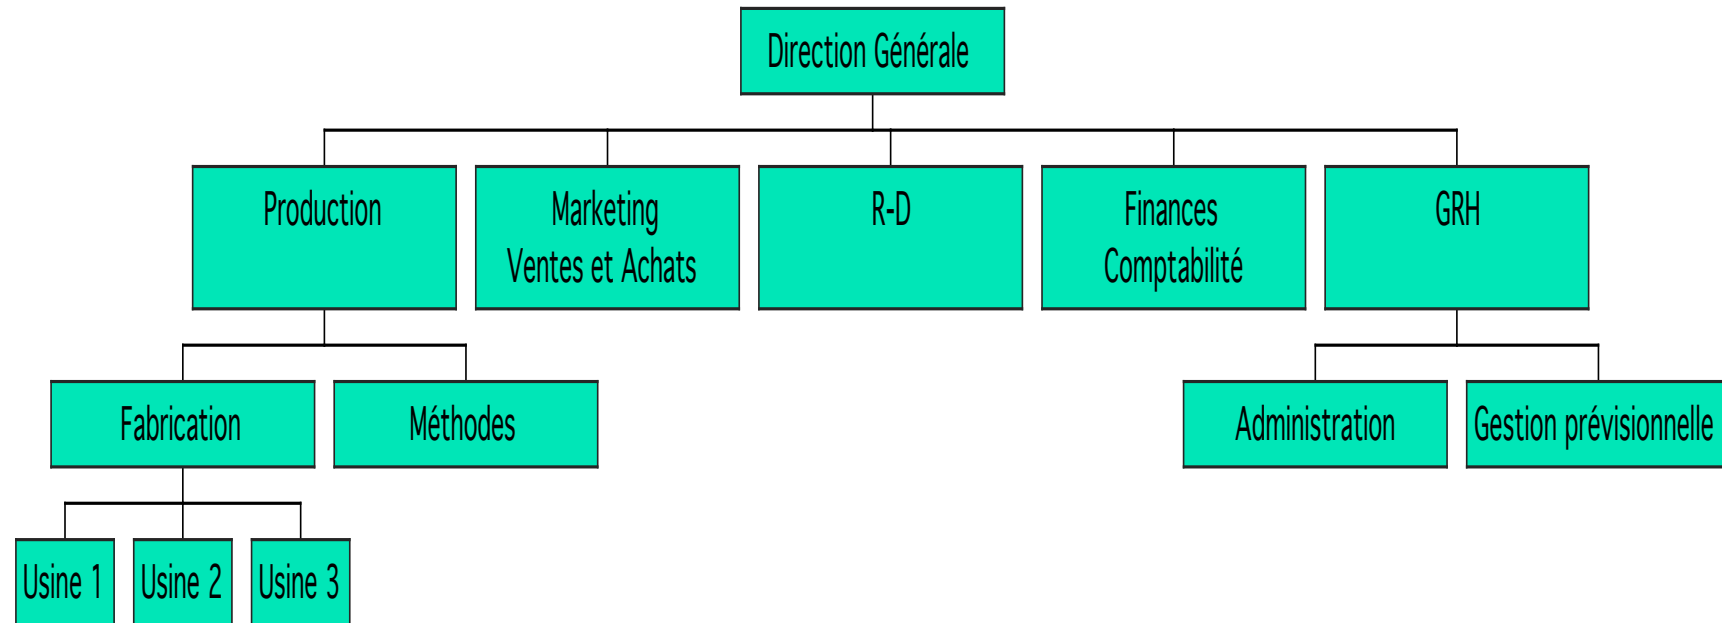 Direction Générale
Production
Marketing
Ventes et Achats
R-D
Finances
Comptabilité
GRH
Fabrication
Méthodes
Administration
Gestion prévisionnelle
Usine 1
Usine 2
Usine 3